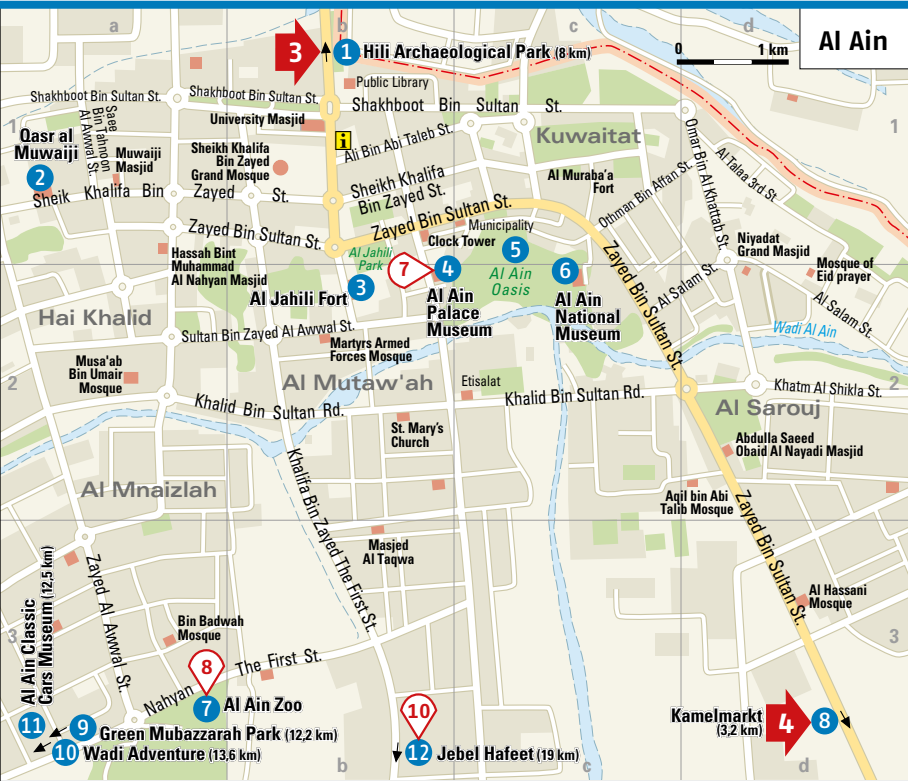 a
b
c
d
Al Ain
0
1 km
3
1
Hili Archaeological Park (8 km)
Public Library
Shakhboot Bin Sultan St.
Shakhboot Bin Sultan St.
Shakhboot Bin Sultan St.
1
1
University Masjid
i
Kuwaitat
Saee
Bin Tahnoon
Al Awwal St.
Qasr al
Muwaiji
2
Muwaiji
Masjid
Sheikh Khalifa
Bin Zayed
Grand Mosque
Ali Bin Abi Taleb St.
Omar Bin Al Khattab St.
Al Talaa 3rd St.
Al Muraba'a
Fort
Othman Bin Affan St.
Sheik Khalifa Bin Zayed St.
Sheikh Khalifa
Bin Zayed St.
Zayed Bin Sultan St.
Zayed Bin Sultan St.
Municipality
Clock Tower
5
Al Ain
Oasis
Niyadat
Grand Masjid
Mosque of
Eid prayer
Hassah Bint
Muhammad
Al Nahyan Masjid
Al Jahili
Park
7
4
6
3
Al Jahili Fort
Al Ain
Palace
Museum
Al Ain
National
Museum
Zayed Bin Sultan St.
Al Salam St.
Al Salam St.
Wadi Al Ain
Hai Khalid
Sultan Bin Zayed Al Awwal St.
Martyrs Armed
Forces Mosque
Musa'ab
Bin Umair
Mosque
2
2
Al Mutaw'ah
Etisalat
Khalid Bin Sultan Rd.
Khalid Bin Sultan Rd.
Khatm Al Shikla St.
Al Sarouj
St. Mary's
Church
Abdulla Saeed
Obaid Al Nayadi Masjid
Al Mnaizlah
Khalifa Bin Zayed The First St.
Aqil bin Abi
Talib Mosque
Zayed Bin Sultan St.
Masjed
Al Taqwa
Zayed Al Awwal St.
Al Hassani
Mosque
Al Ain Classic
Cars Museum (12,5 km)
Bin Badwah
Mosque
3
3
8
Nahyan The First St.
7
Al Ain Zoo
10
11
9
Green Mubazzarah Park (12,2 km)
10
Wadi Adventure (13,6 km)
12
Jebel Hafeet (19 km)
Kamelmarkt
(3,2 km)
4
8
b
c
d